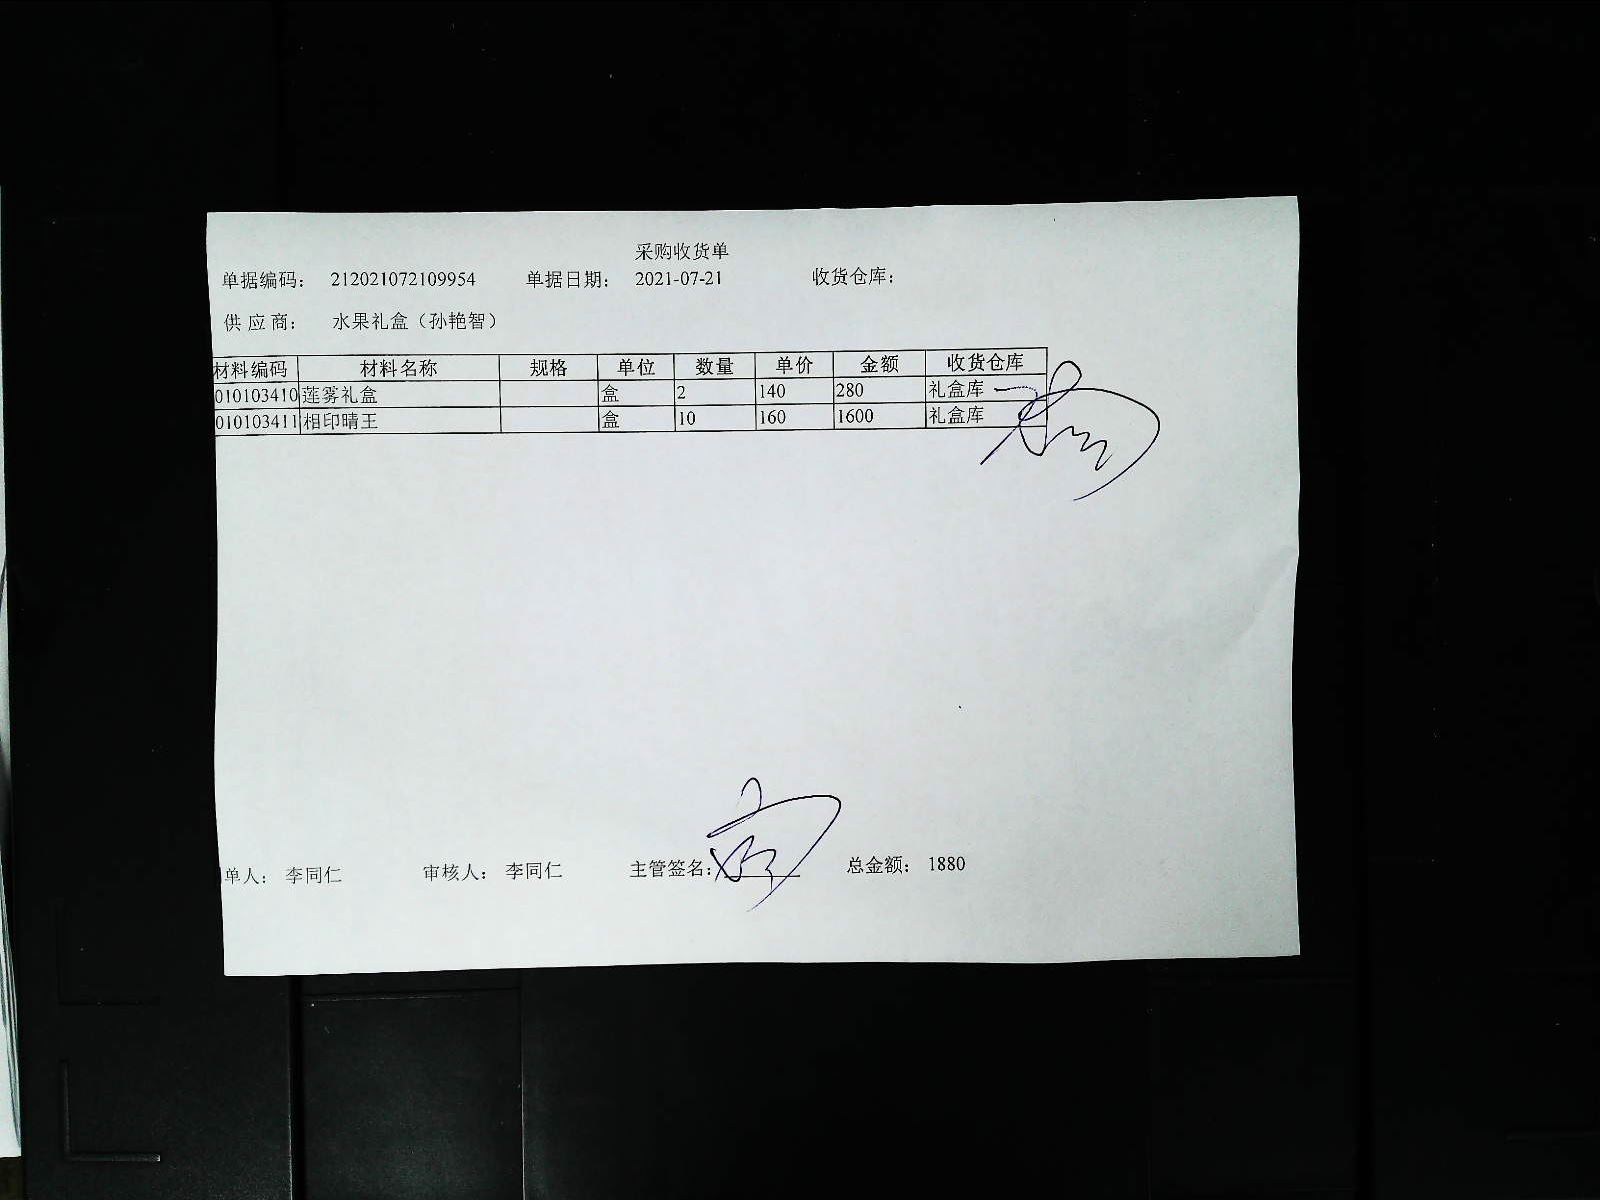 采购收货单
单据编码： 212021072109954 单据日期： 2021-07-21 收货仓库：
供 应 商： 水果礼盒（孙艳智）
材料编码 材料名称 规格 单位 数量 单价 金额 收货仓库
010103410 莲雾礼盒 盒 2 140 280 礼盒库
010103411 相印晴王 盒 10 160 1600 礼盒库
单人： 李同仁 审核人： 李同仁 主管签名： 总金额： 1880